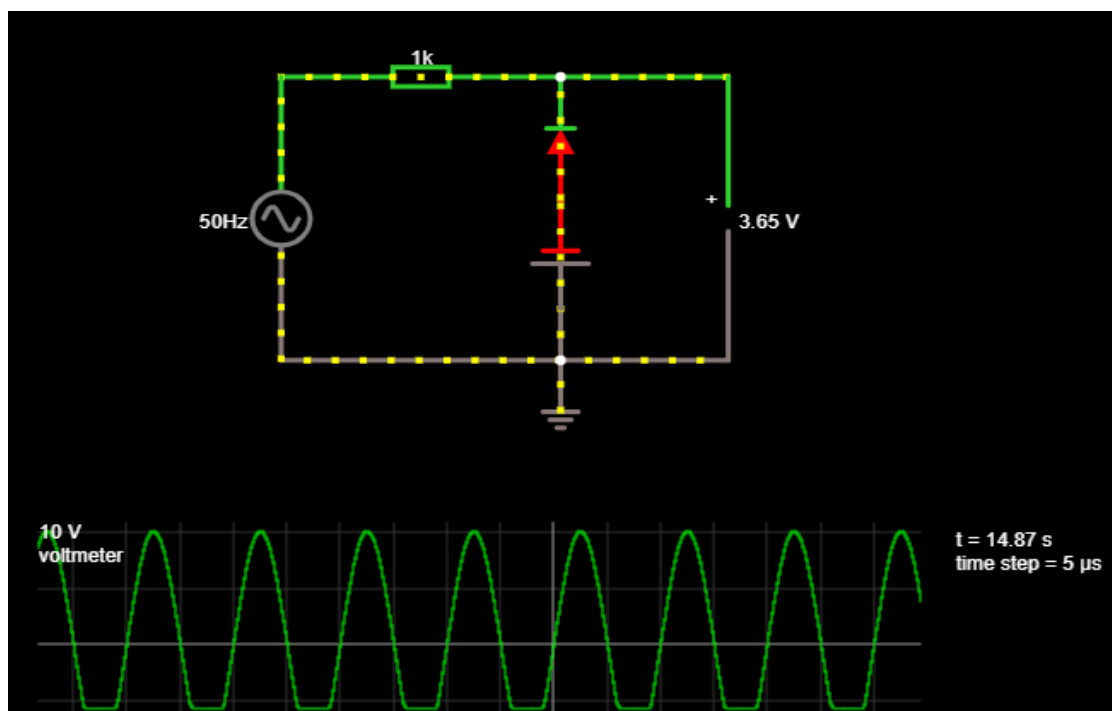 1k
50Hz
+
3.65 V
10 V
voltmeter
t = 14.87 s
time step = 5 µs